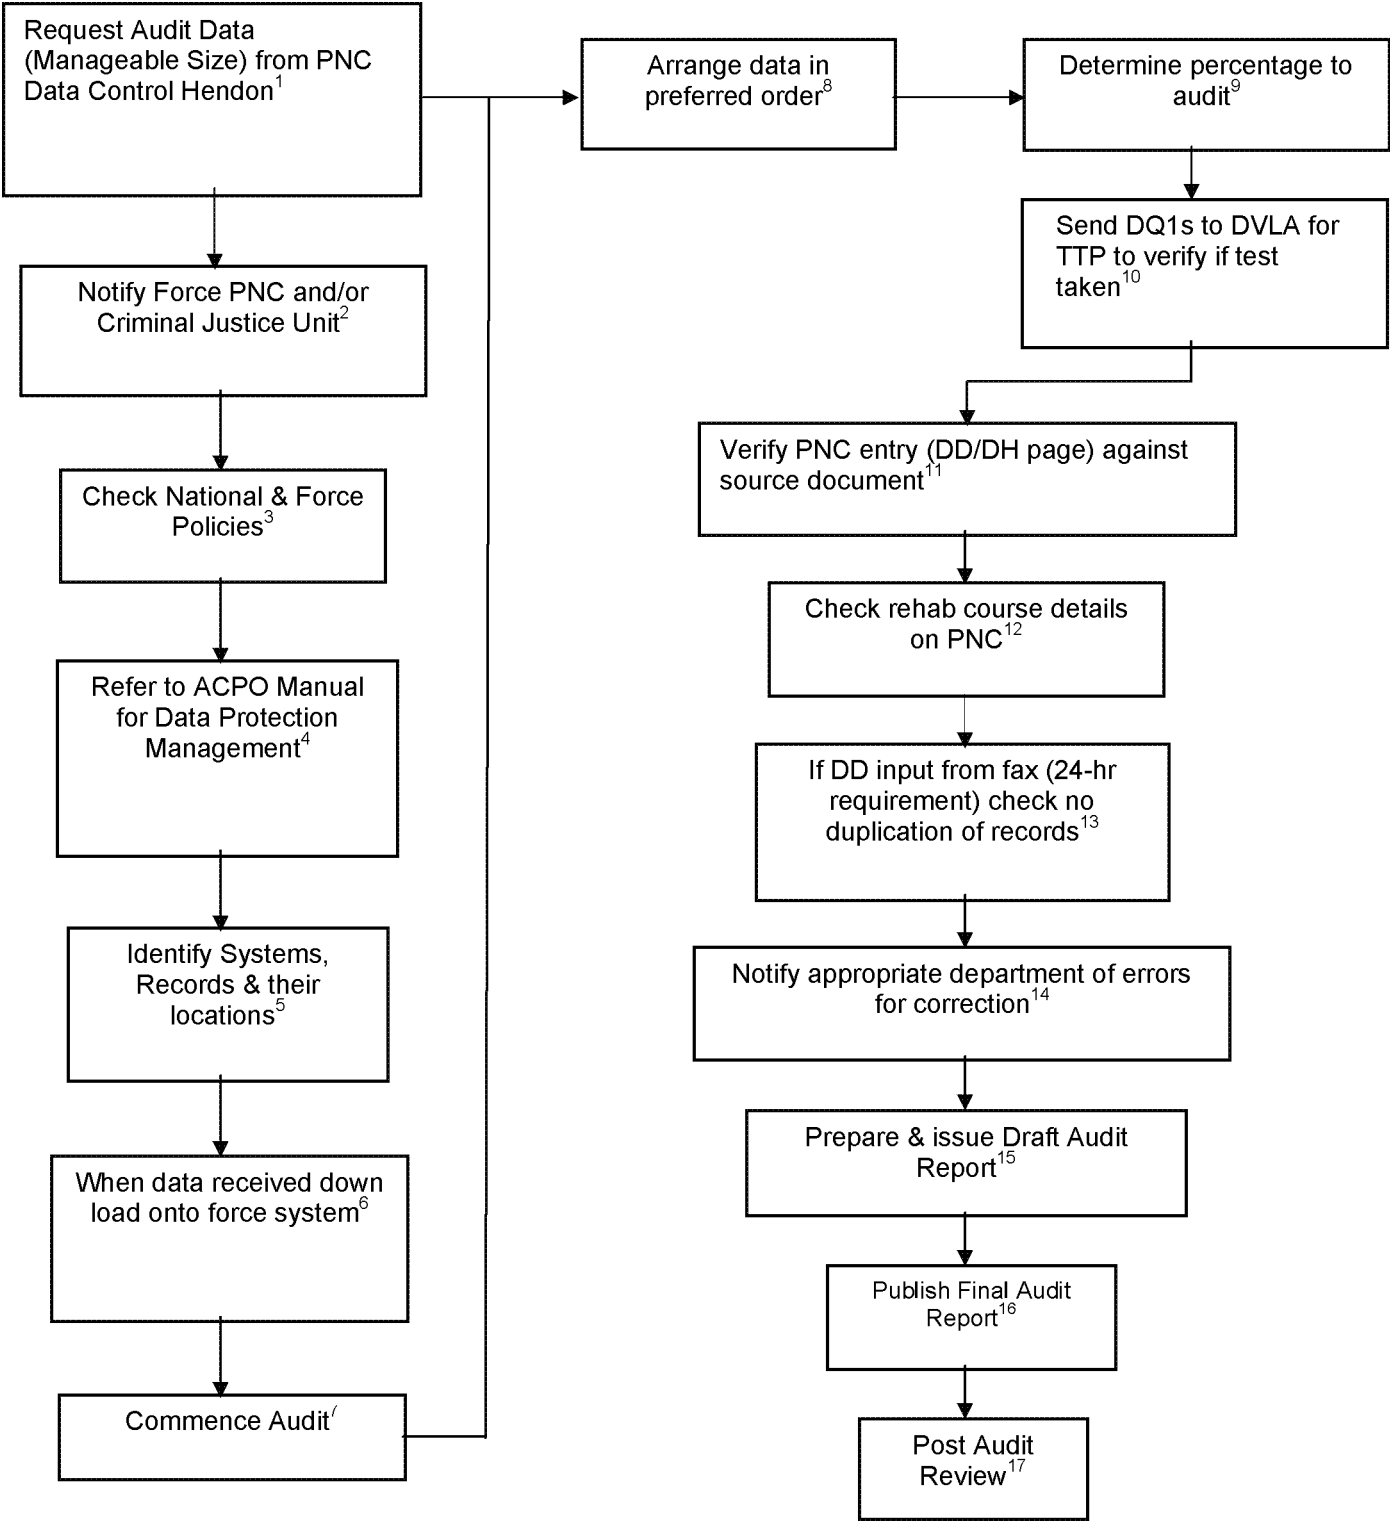 Request Audit Data
(Manageable Size) from PNC
Data Control Hendon1
Notify Force PNC and/or
Criminal Justice Unit2
Check National & Force
Policies3
Refer to ACPO Manual
for Data Protection
Management4
Identify Systems,
Records & their
locations5
When data received down
load onto force system6
Commence Audit7
Arrange data in
preferred order8
Determine percentage to
audit9
Send DQ1s to DVLA for
TTP to verify if test
taken10
Verify PNC entry (DD/DH page) against
source document11
Check rehab course details
on PNC12
If DD input from fax (24-hr
requirement) check no
duplication of records13
Notify appropriate department of errors
for correction14
Prepare & issue Draft Audit
Report15
Publish Final Audit
Report16
Post Audit
Review17